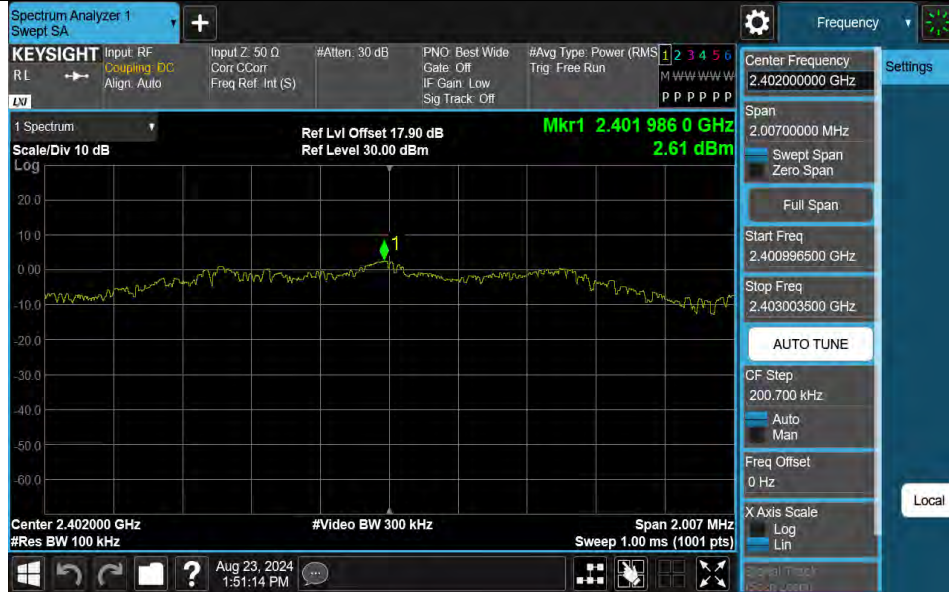 Spectrum Analyzer 1
Swept SA
+
Frequency
KEYSIGHT
RL
LXI
Input: RF
Coupling: DC
Align: Auto
Input Z: 50 Ω
Corr CCorr
Freq Ref: Int (S)
#Atten: 30 dB
PNO: Best Wide
Gate: Off
IF Gain: Low
Sig Track: Off
#Avg Type: Power (RMS
Trig: Free Run
1 2 3 4 5 6
M W W W W W
P P P P P P
1 Spectrum
Scale/Div 10 dB
Log
Ref Lvl Offset 17.90 dB
Ref Level 30.00 dBm
Mkr1 2.401 986 0 GHz
2.61 dBm
20.0
10.0
0.00
-10.0
-20.0
-30.0
-40.0
-50.0
-60.0
1
Center 2.402000 GHz
#Res BW 100 kHz
#Video BW 300 kHz
Span 2.007 MHz
Sweep 1.00 ms (1001 pts)
?
Aug 23, 2024
1:51:14 PM
Center Frequency
2.402000000 GHz
Span
2.00700000 MHz
Swept Span
Zero Span
Full Span
Start Freq
2.400996500 GHz
Stop Freq
2.403003500 GHz
AUTO TUNE
CF Step
200.700 kHz
Auto
Man
Freq Offset
0 Hz
X Axis Scale
Log
Lin
Signal Track
(Span Zoom)
Settings
Local